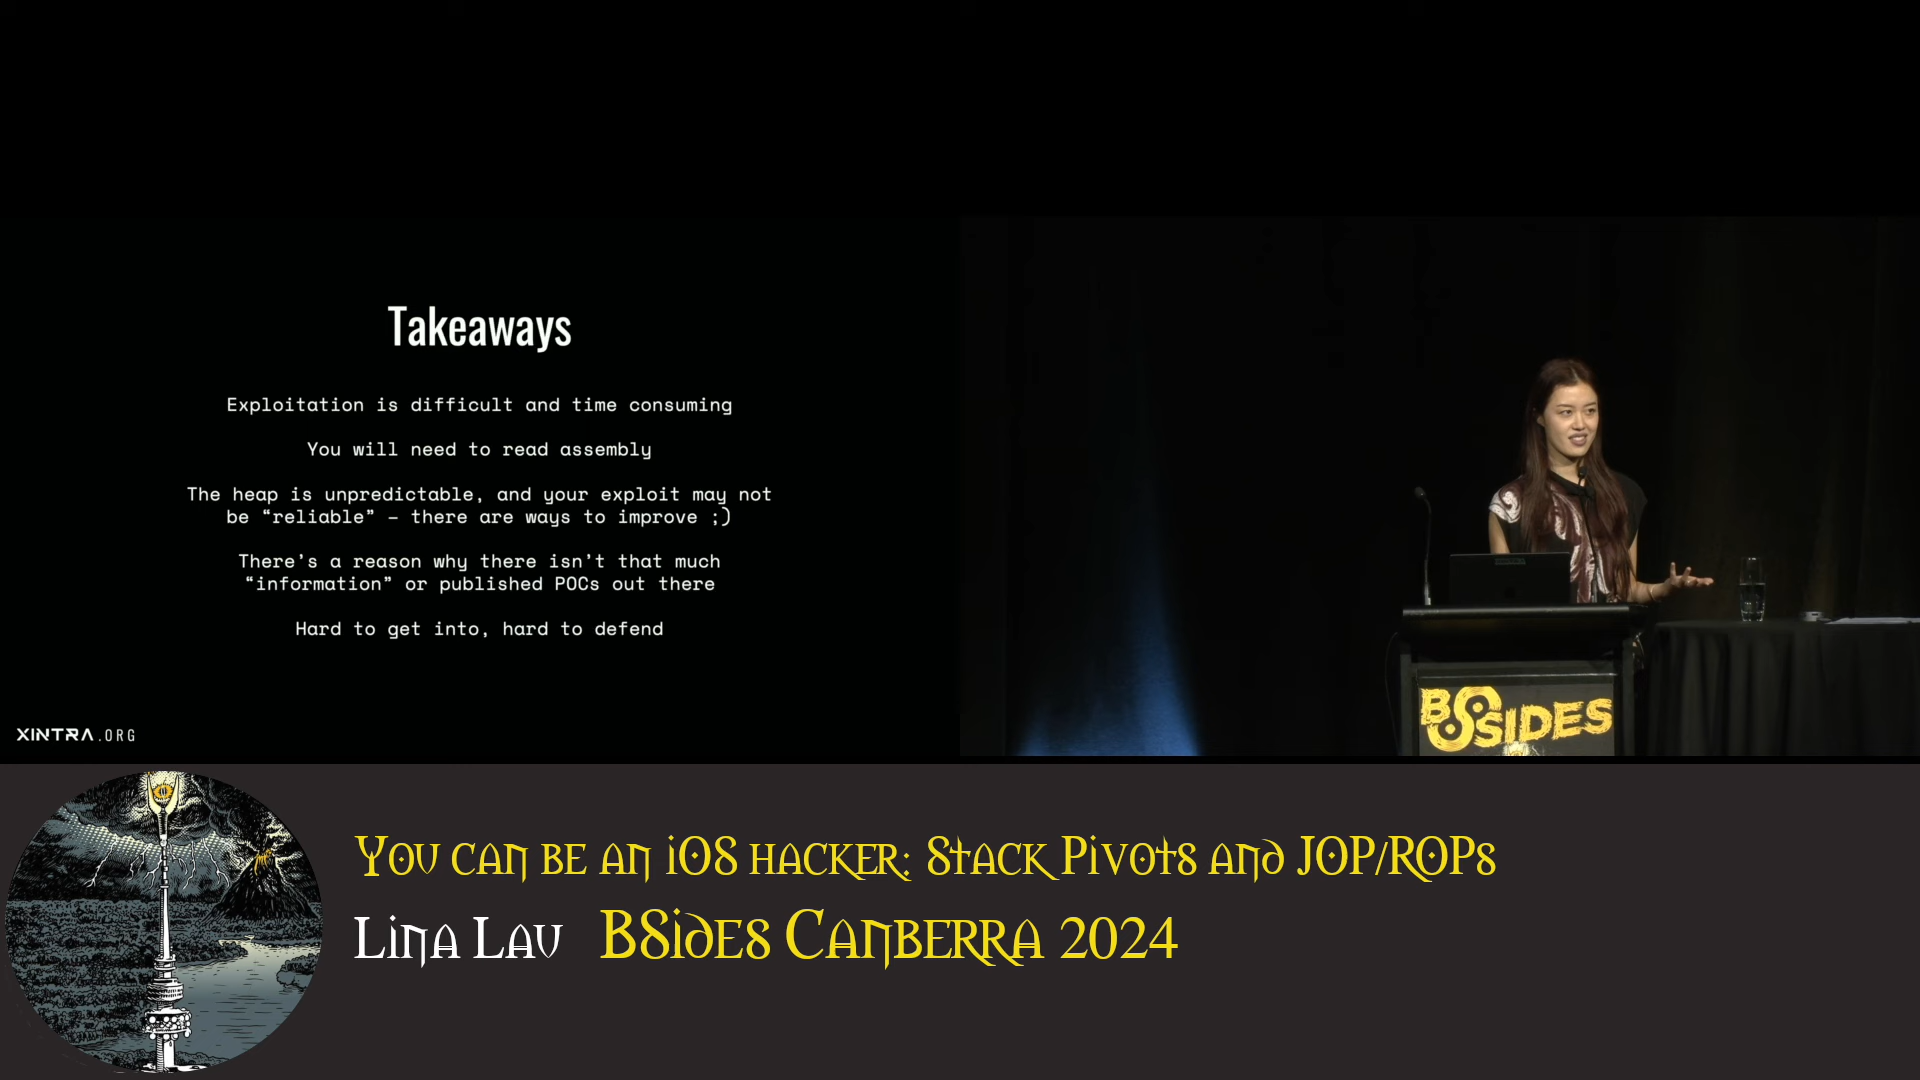 Takeaways
Exploitation is difficult and time consuming
You will need to read assembly
The heap is unpredictable, and your exploit may not
be “reliable” – there are ways to improve ;)
There’s a reason why there isn’t that much
“information” or published POCs out there
Hard to get into, hard to defend
XINTRA.ORG
BSIDES
You can be an iOS hacker: Stack Pivots and JOP/ROPs
Lina Lau BSides Canberra 2024